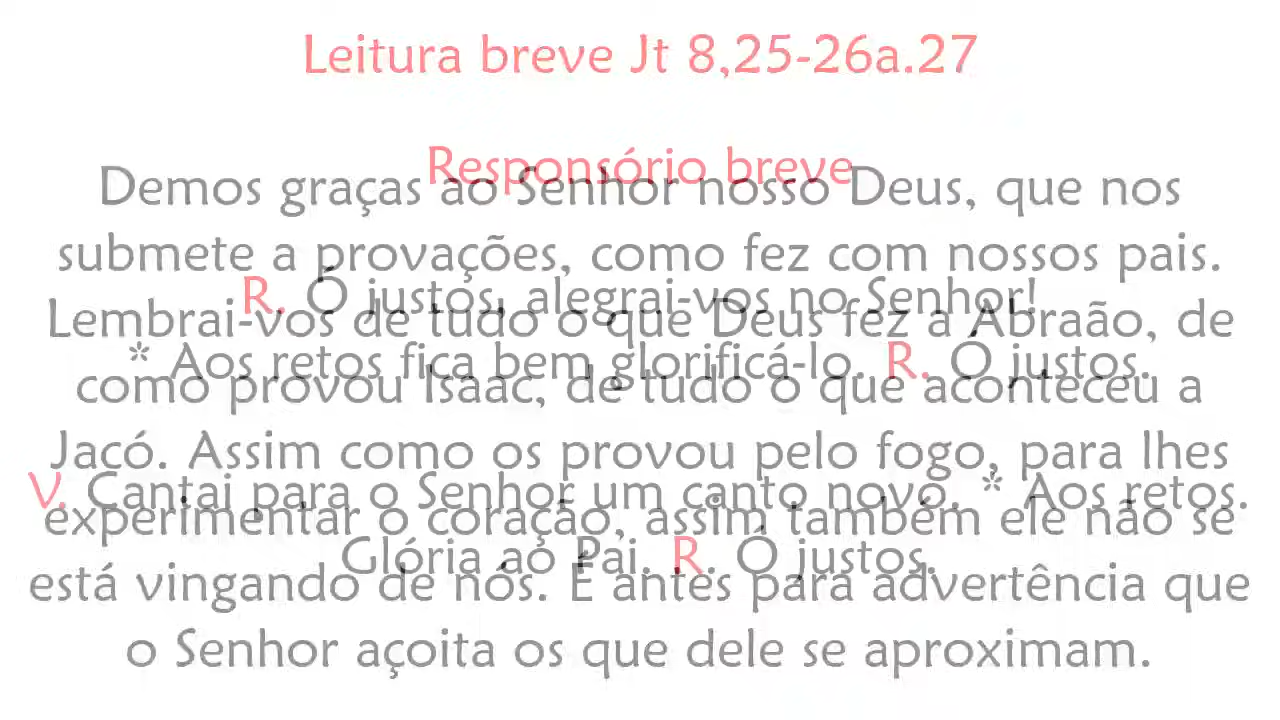 Leitura breve Jt 8,25-26a.27
Demos graças ao Senhor nosso Deus, que nos
submete a provações, como fez com nossos pais.
Lembrai-vos de tudo o que Deus fez a Abraão, de
como provou Isaac, de tudo o que aconteceu a
Jacó. Assim como os provou pelo fogo, para lhes
experimentar o coração, assim também ele não se
está vingando de nós. É antes para advertência que
o Senhor açoita os que dele se aproximam.
Responsório breve
R. Ó justos, alegrai-vos no Senhor!
* Aos retos fica bem glorificá-lo. R. Ó justos.
V. Cantai para o Senhor um canto novo. * Aos retos.
Glória ao Pai. R. Ó justos.